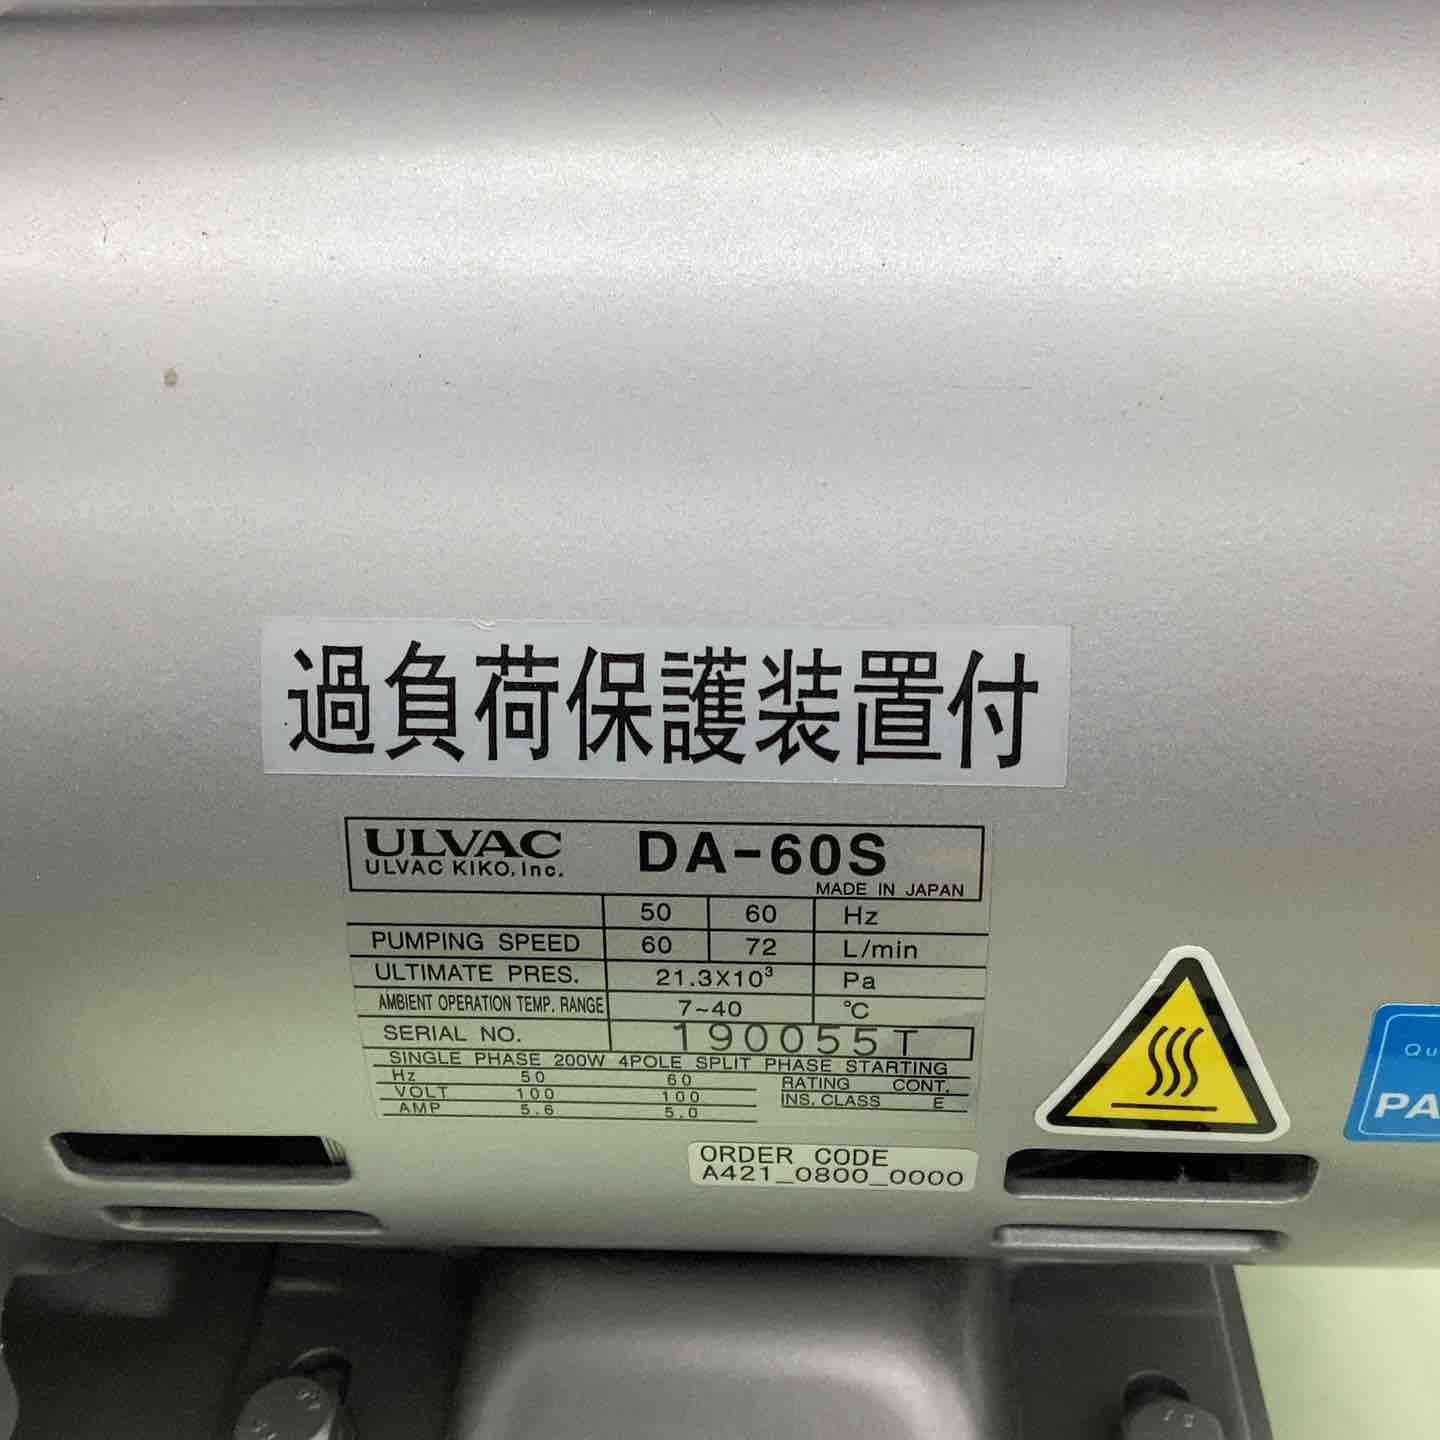 過負荷保護装置付
ULVAC DA-60S
ULVAC KIKO, Inc.
MADE IN JAPAN
50 60 Hz
PUMPING SPEED 60 72 L/min
ULTIMATE PRES. 21.3X10³ Pa
AMBIENT OPERATION TEMP. RANGE 7~40 °C
SERIAL NO. 190055T
SINGLE PHASE 200W 4POLE SPLIT PHASE STARTING
Hz 50 60 RATING CONT.
VOLT 100 100 INS. CLASS E
AMP 5.6 5.0
ORDER CODE
A421_0800_0000
Qu
PA